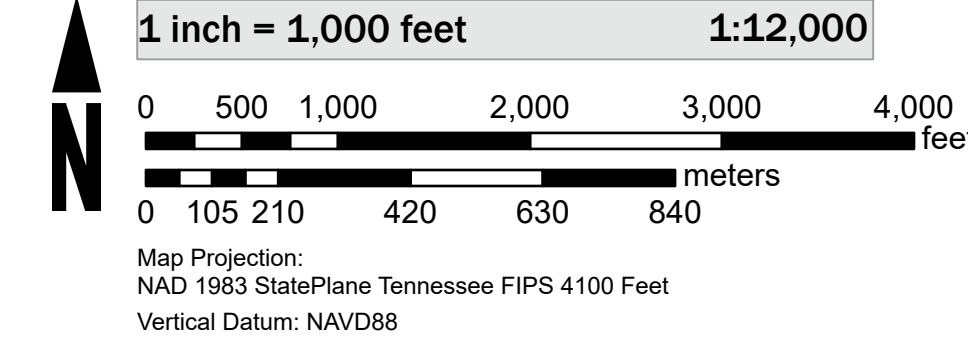 1 inch = 1,000 feet 1:12,000
0 500 1,000 2,000 3,000 4,000
feet
meters
0 105 210 420 630 840
N
Map Projection:
NAD 1983 StatePlane Tennessee FIPS 4100 Feet
Vertical Datum: NAVD88